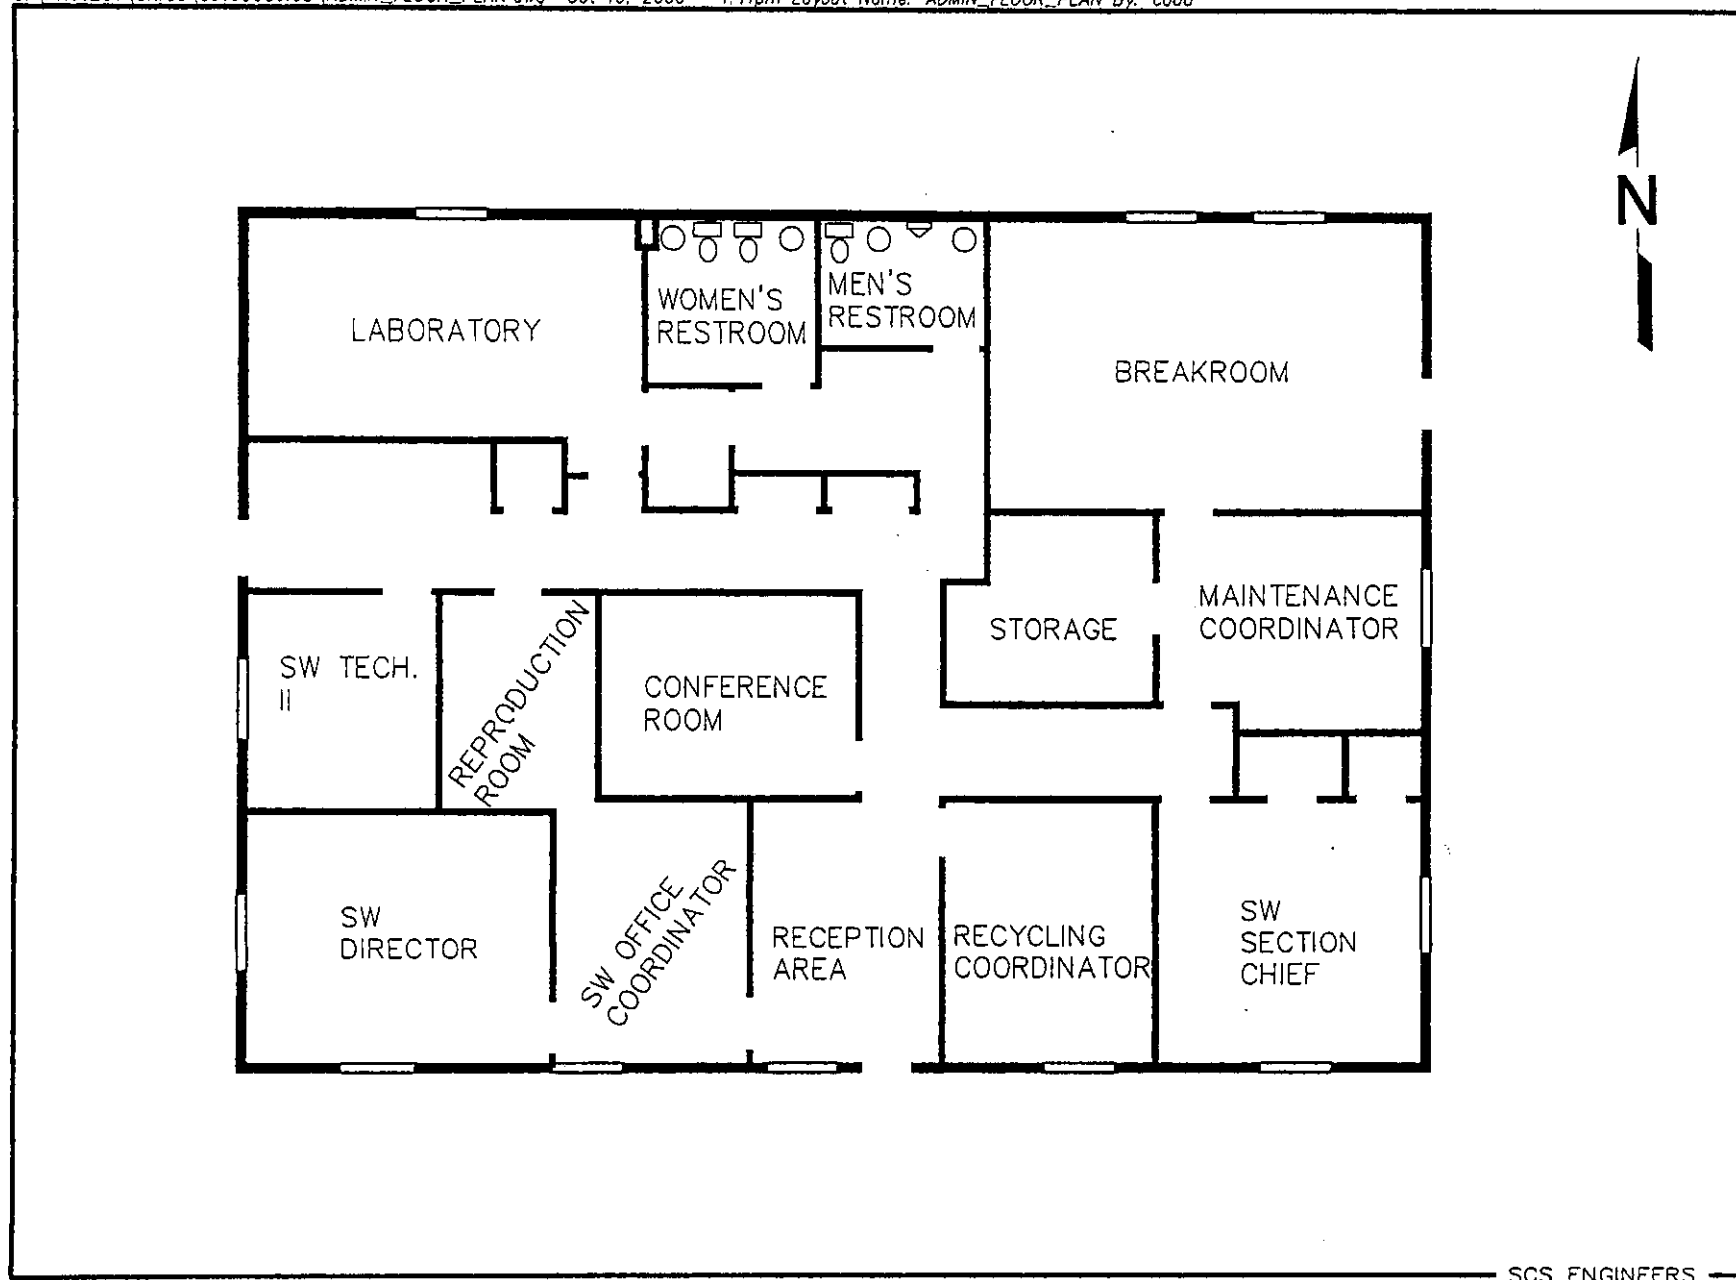 ADMIN_FLOOR_PLAN
N
LABORATORY
WOMEN'S
RESTROOM
MEN'S
RESTROOM
BREAKROOM
MAINTENANCE
COORDINATOR
STORAGE
SW TECH.
II
REPRODUCTION
ROOM
CONFERENCE
ROOM
SW
DIRECTOR
SW OFFICE
COORDINATOR
RECEPTION
AREA
RECYCLING
COORDINATOR
SW
SECTION
CHIEF
SCS ENGINEERS